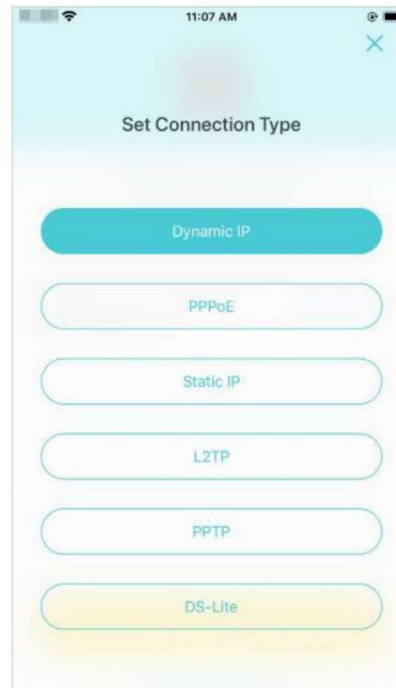 11:07 AM
Set Connection Type
Dynamic IP
PPPoE
Static IP
L2TP
PPTP
DS-Lite